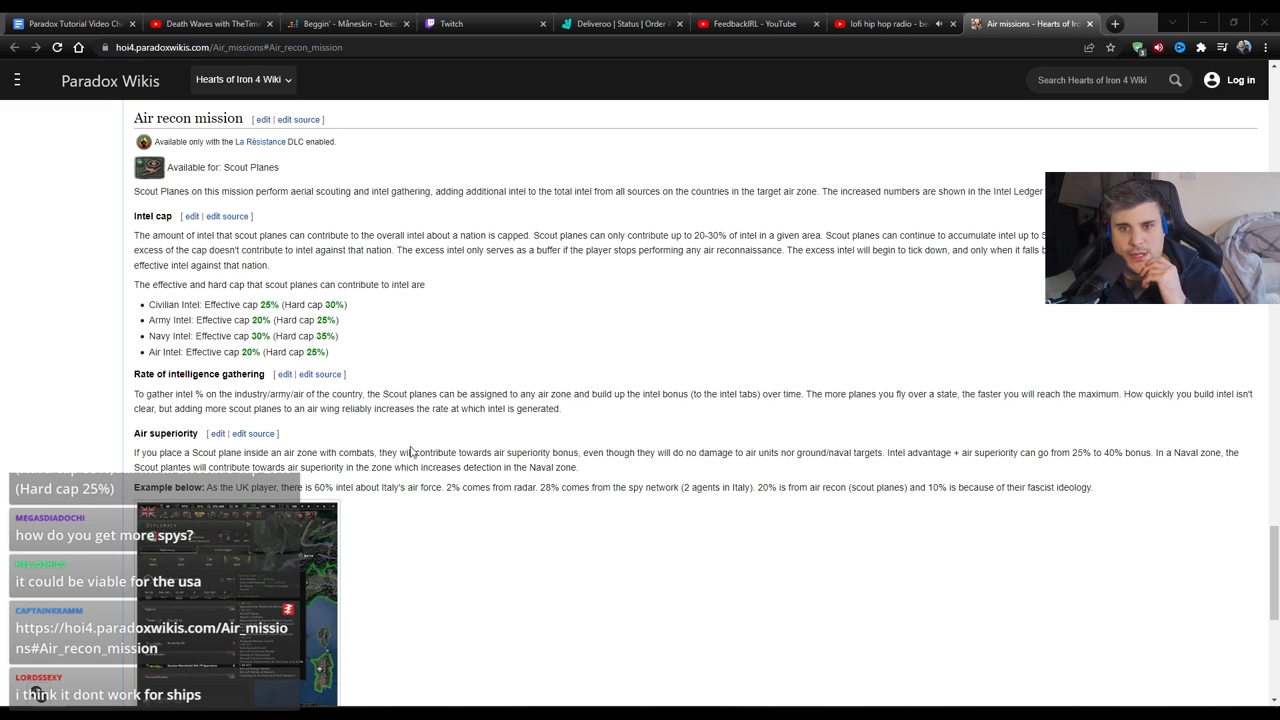 Paradox Tutorial Video Ch
Death Waves with TheTime
Beggin' - Måneskin - Deez
Twitch
Deliveroo | Status | Order
FeedbackIRL - YouTube
lofi hip hop radio - be
Air missions - Hearts of Iro
hoi4.paradoxwikis.com/Air_missions#Air_recon_mission
Paradox Wikis
Hearts of Iron 4 Wiki
Search Hearts of Iron 4 Wiki
Log in
Air recon mission [ edit | edit source ]
Available only with the La Résistance DLC enabled.
Available for: Scout Planes
Scout Planes on this mission perform aerial scouting and intel gathering, adding additional intel to the total intel from all sources on the countries in the target air zone. The increased numbers are shown in the Intel Ledger
Intel cap [ edit | edit source ]
The amount of intel that scout planes can contribute to the overall intel about a nation is capped. Scout planes can only contribute up to 20-30% of intel in a given area. Scout planes can continue to accumulate intel up to 5
excess of the cap doesn't contribute to intel against that nation. The excess intel only serves as a buffer if the player stops performing any air reconnaissance. The excess intel will begin to tick down, and only when it falls b
effective intel against that nation.
The effective and hard cap that scout planes can contribute to intel are
• Civilian Intel: Effective cap 25% (Hard cap 30%)
• Army Intel: Effective cap 20% (Hard cap 25%)
• Navy Intel: Effective cap 30% (Hard cap 35%)
• Air Intel: Effective cap 20% (Hard cap 25%)
Rate of intelligence gathering [ edit | edit source ]
To gather intel % on the industry/army/air of the country, the Scout planes can be assigned to any air zone and build up the intel bonus (to the intel tabs) over time. The more planes you fly over a state, the faster you will reach the maximum. How quickly you build intel isn't
clear, but adding more scout planes to an air wing reliably increases the rate at which intel is generated.
Air superiority [ edit | edit source ]
If you place a Scout plane inside an air zone with combats, they will contribute towards air superiority bonus, even though they will do no damage to air units nor ground/naval targets. Intel advantage + air superiority can go from 25% to 40% bonus. In a Naval zone, the
Scout plantes will contribute towards air superiority in the zone which increases detection in the Naval zone.
Example below: As the UK player, there is 60% intel about Italy's air force. 2% comes from radar. 28% comes from the spy network (2 agents in Italy). 20% is from air recon (scout planes) and 10% is because of their fascist ideology.
(Hard cap 25%)
MEGASDIADOCHI
how do you get more spys?
it could be viable for the usa
CAPTAINKRAMM
https://hoi4.paradoxwikis.com/Air_missio
ns#Air_recon_mission
i think it dont work for ships